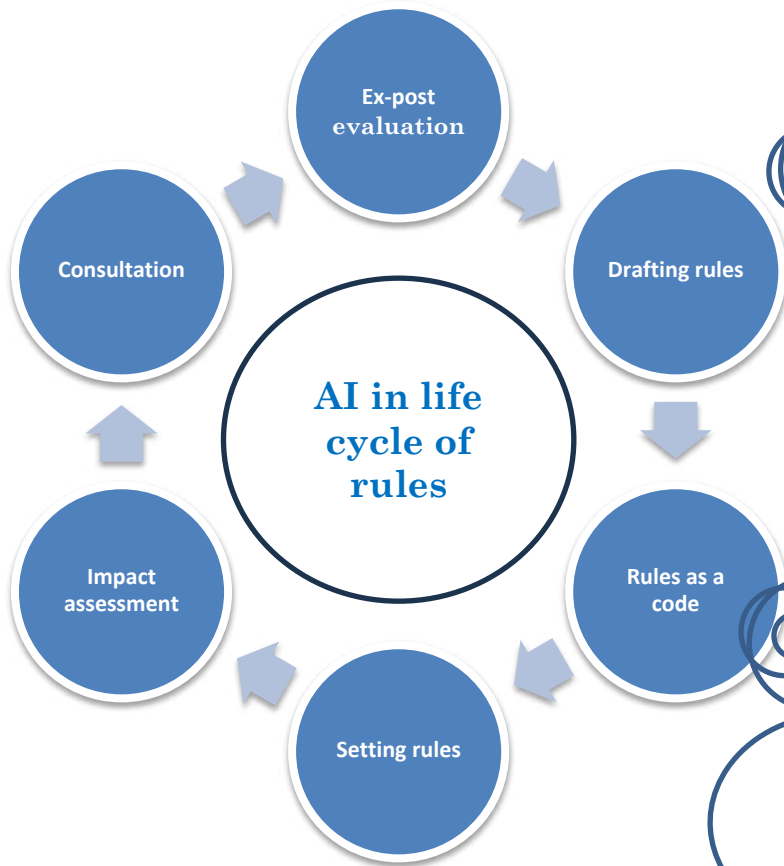 Ex-post
evaluation
Consultation
Drafting rules
AI in life
cycle of
rules
Impact
assessment
Rules as a
code
Setting rules